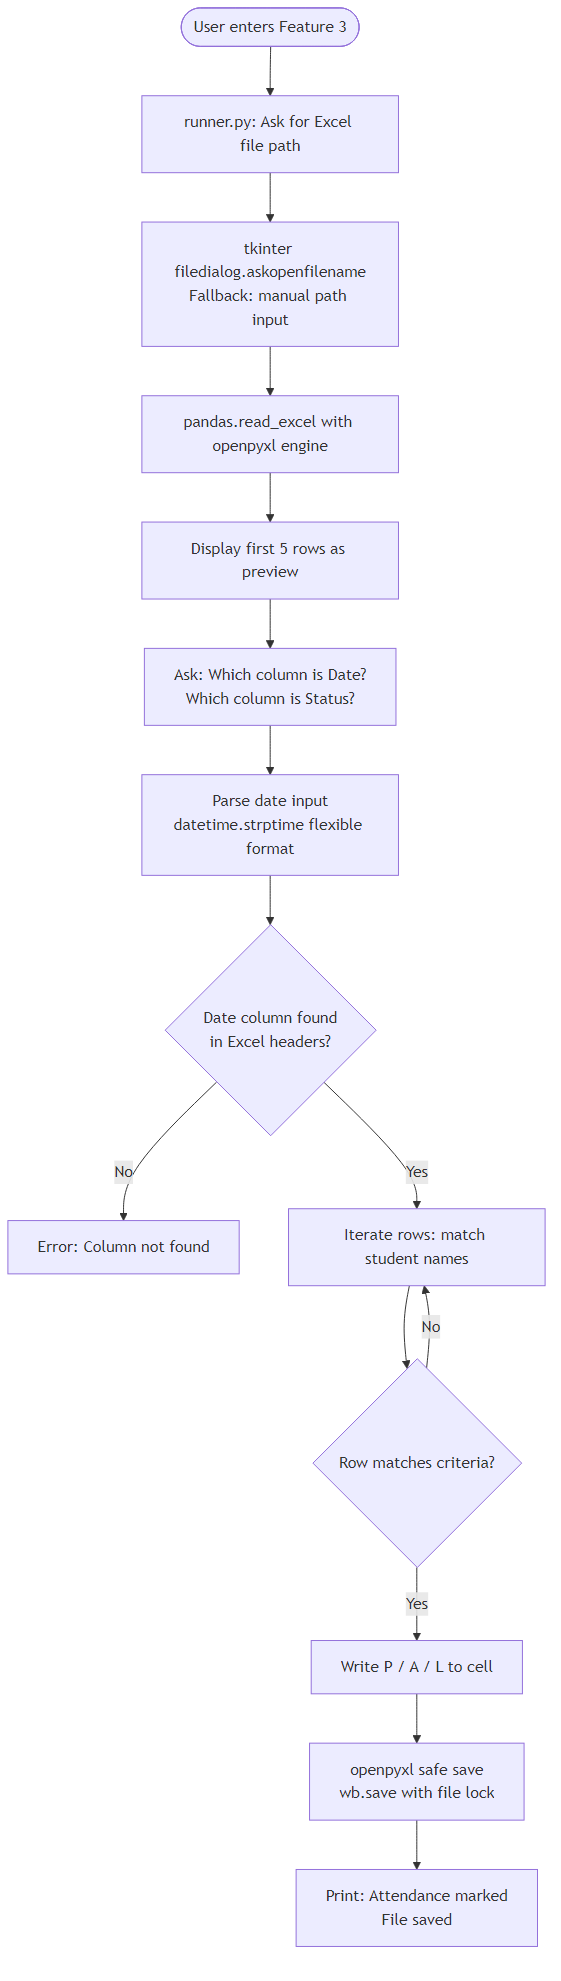 User enters Feature 3
runner.py: Ask for Excel
file path
tkinter
filedialog.askopenfilename
Fallback: manual path
input
pandas.read_excel with
openpyxl engine
Display first 5 rows as
preview
Ask: Which column is Date?
Which column is Status?
Parse date input
datetime.strptime flexible
format
Date column found
in Excel headers?
No
Yes
Error: Column not found
Iterate rows: match
student names
No
Row matches criteria?
Yes
Write P / A / L to cell
openpyxl safe save
wb.save with file lock
Print: Attendance marked
File saved